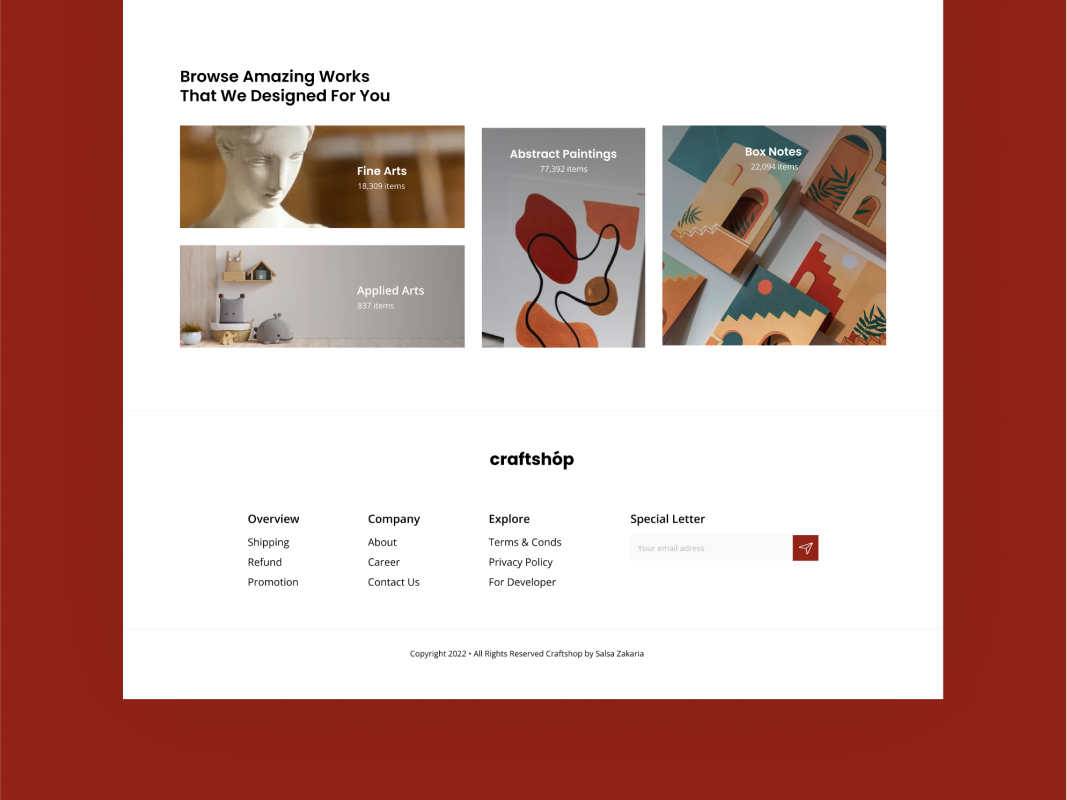 Browse Amazing Works
That We Designed For You
Fine Arts
18,309 items
Applied Arts
837 items
Abstract Paintings
77,392 items
Box Notes
22,094 items
craftshóp
Overview
Shipping
Refund
Promotion
Company
About
Career
Contact Us
Explore
Terms & Conds
Privacy Policy
For Developer
Special Letter
Your email adress
Copyright 2022 • All Rights Reserved Craftshop by Salsa Zakaria